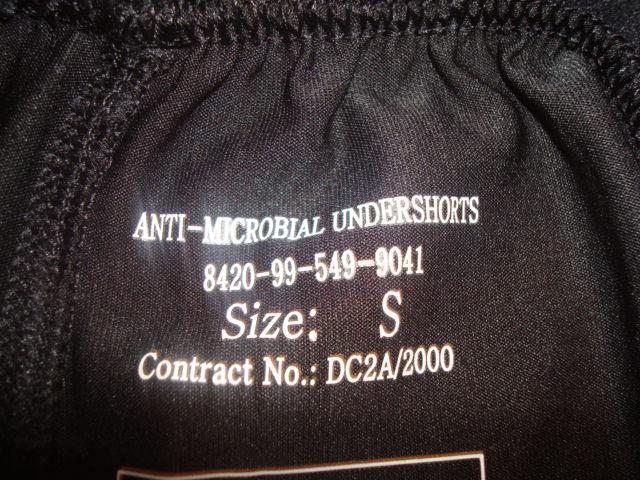 ANTI-MICROBIAL UNDERSHORTS
8420-99-549-9041
Size: S
Contract No.: DC2A/2000